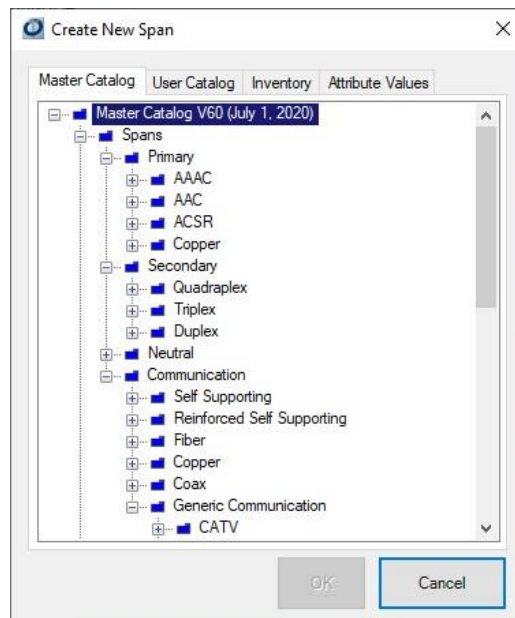 Create New Span
Master Catalog User Catalog Inventory Attribute Values
Master Catalog V60 (July 1, 2020)
Spans
Primary
AAAC
AAC
ACSR
Copper
Secondary
Quadraplex
Triplex
Duplex
Neutral
Communication
Self Supporting
Reinforced Self Supporting
Fiber
Copper
Coax
Generic Communication
CATV
OK Cancel